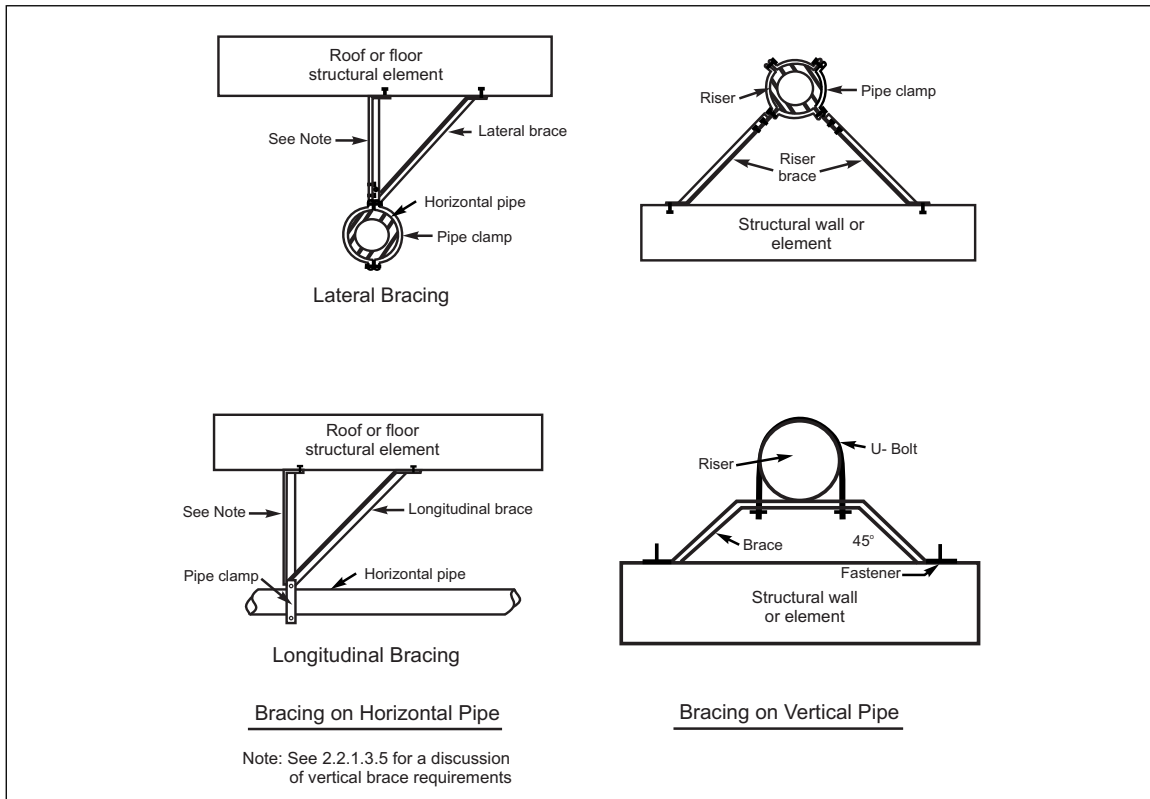 Roof or floor
structural element
See Note
Lateral brace
Horizontal pipe
Pipe clamp
Lateral Bracing
Riser
Pipe clamp
Riser
brace
Structural wall or
element
Roof or floor
structural element
See Note
Longitudinal brace
Pipe clamp
Horizontal pipe
Longitudinal Bracing
Bracing on Horizontal Pipe
Note: See 2.2.1.3.5 for a discussion
of vertical brace requirements
U- Bolt
Riser
Brace
45°
Fastener
Structural wall
or element
Bracing on Vertical Pipe